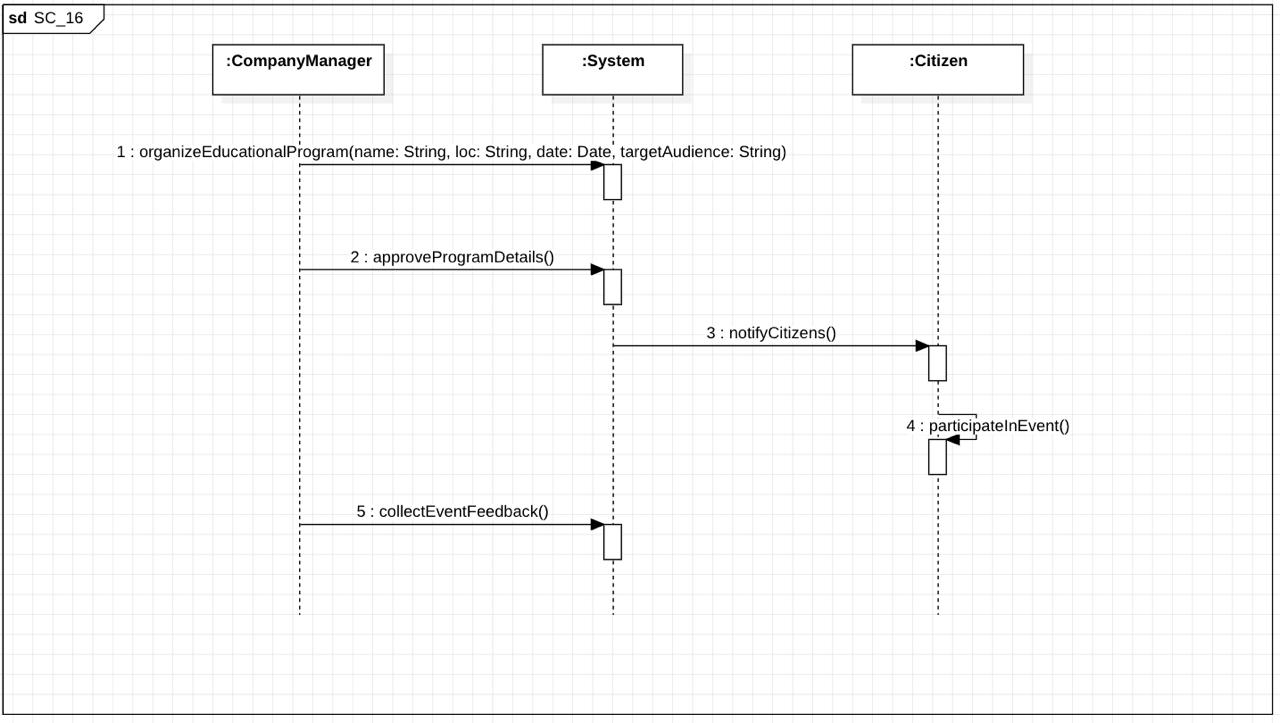 sd SC_16
:CompanyManager
:System
:Citizen
1 : organizeEducationalProgram(name: String, loc: String, date: Date, targetAudience: String)
2 : approveProgramDetails()
3 : notifyCitizens()
4 : participateInEvent()
5 : collectEventFeedback()